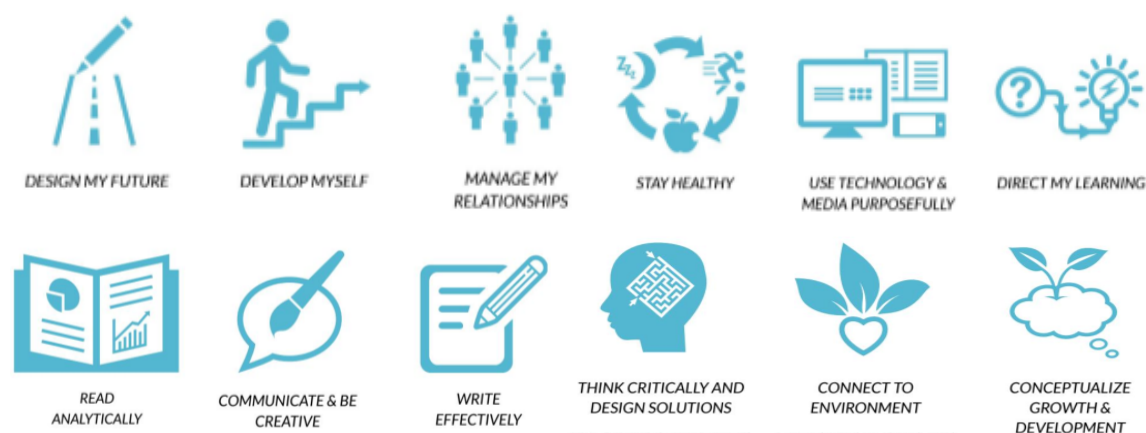 DESIGN MY FUTURE
DEVELOP MYSELF
MANAGE MY
RELATIONSHIPS
Zzz
STAY HEALTHY
USE TECHNOLOGY &
MEDIA PURPOSEFULLY
?
DIRECT MY LEARNING
READ
ANALYTICALLY
COMMUNICATE & BE
CREATIVE
WRITE
EFFECTIVELY
THINK CRITICALLY AND
DESIGN SOLUTIONS
CONNECT TO
ENVIRONMENT
CONCEPTUALIZE
GROWTH &
DEVELOPMENT